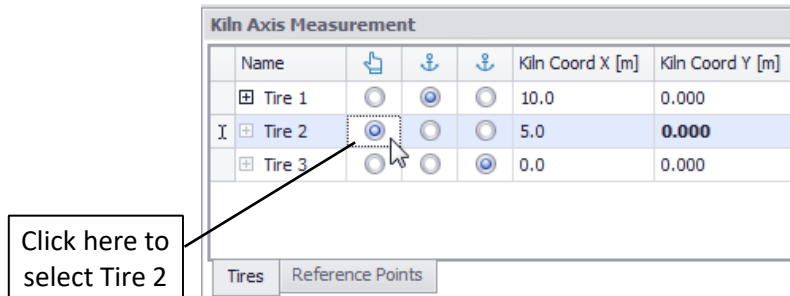 Kiln Axis Measurement
Name Kiln Coord X [m] Kiln Coord Y [m]
Tire 1 10.0 0.000
Tire 2 5.0 0.000
Tire 3 0.0 0.000
Click here to
select Tire 2
Tires Reference Points